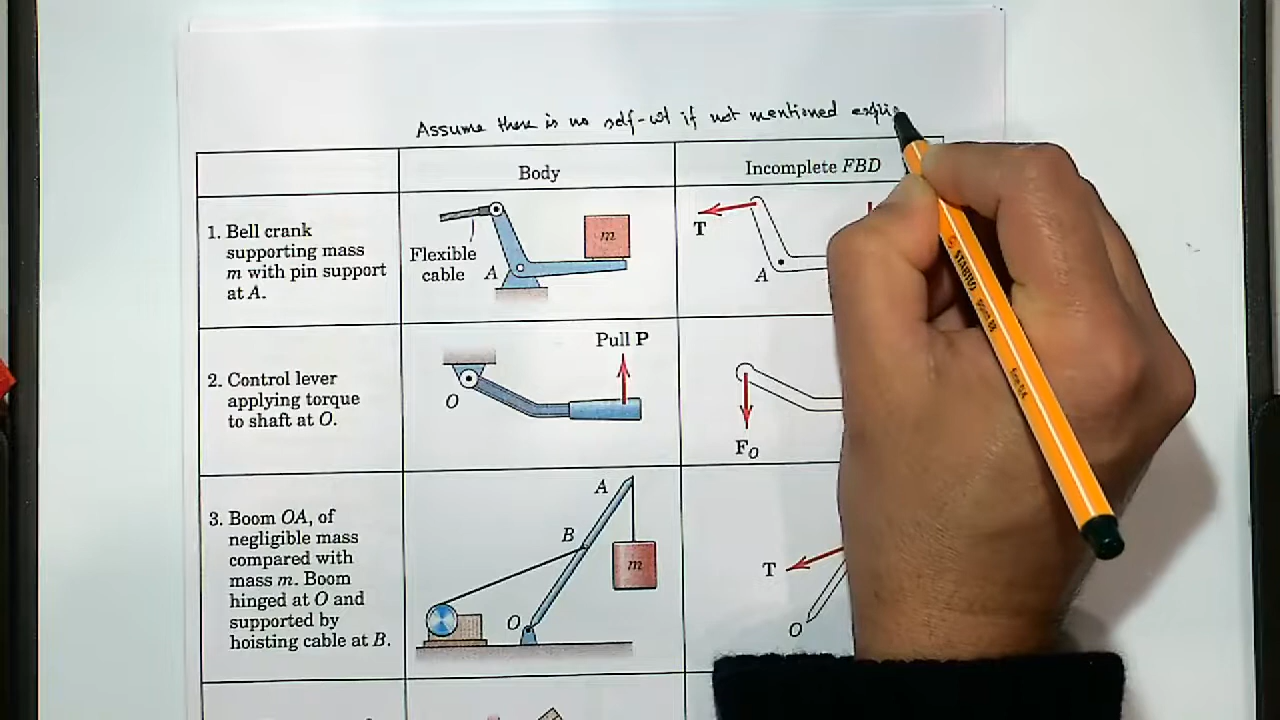 Assume there is no self-wt if not mentioned
Body
Incomplete FBD
1. Bell crank
supporting mass
m with pin support
at A.
Flexible
cable
A
m
T
A
2. Control lever
applying torque
to shaft at O.
Pull P
O
F_O
3. Boom OA, of
negligible mass
compared with
mass m. Boom
hinged at O and
supported by
hoisting cable at B.
A
B
m
O
T
O